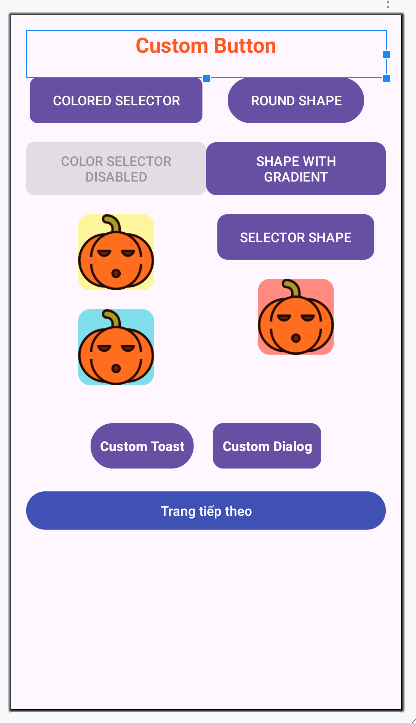 Custom Button
COLORED SELECTOR
ROUND SHAPE
COLOR SELECTOR
DISABLED
SHAPE WITH
GRADIENT
SELECTOR SHAPE
Custom Toast
Custom Dialog
Trang tiếp theo